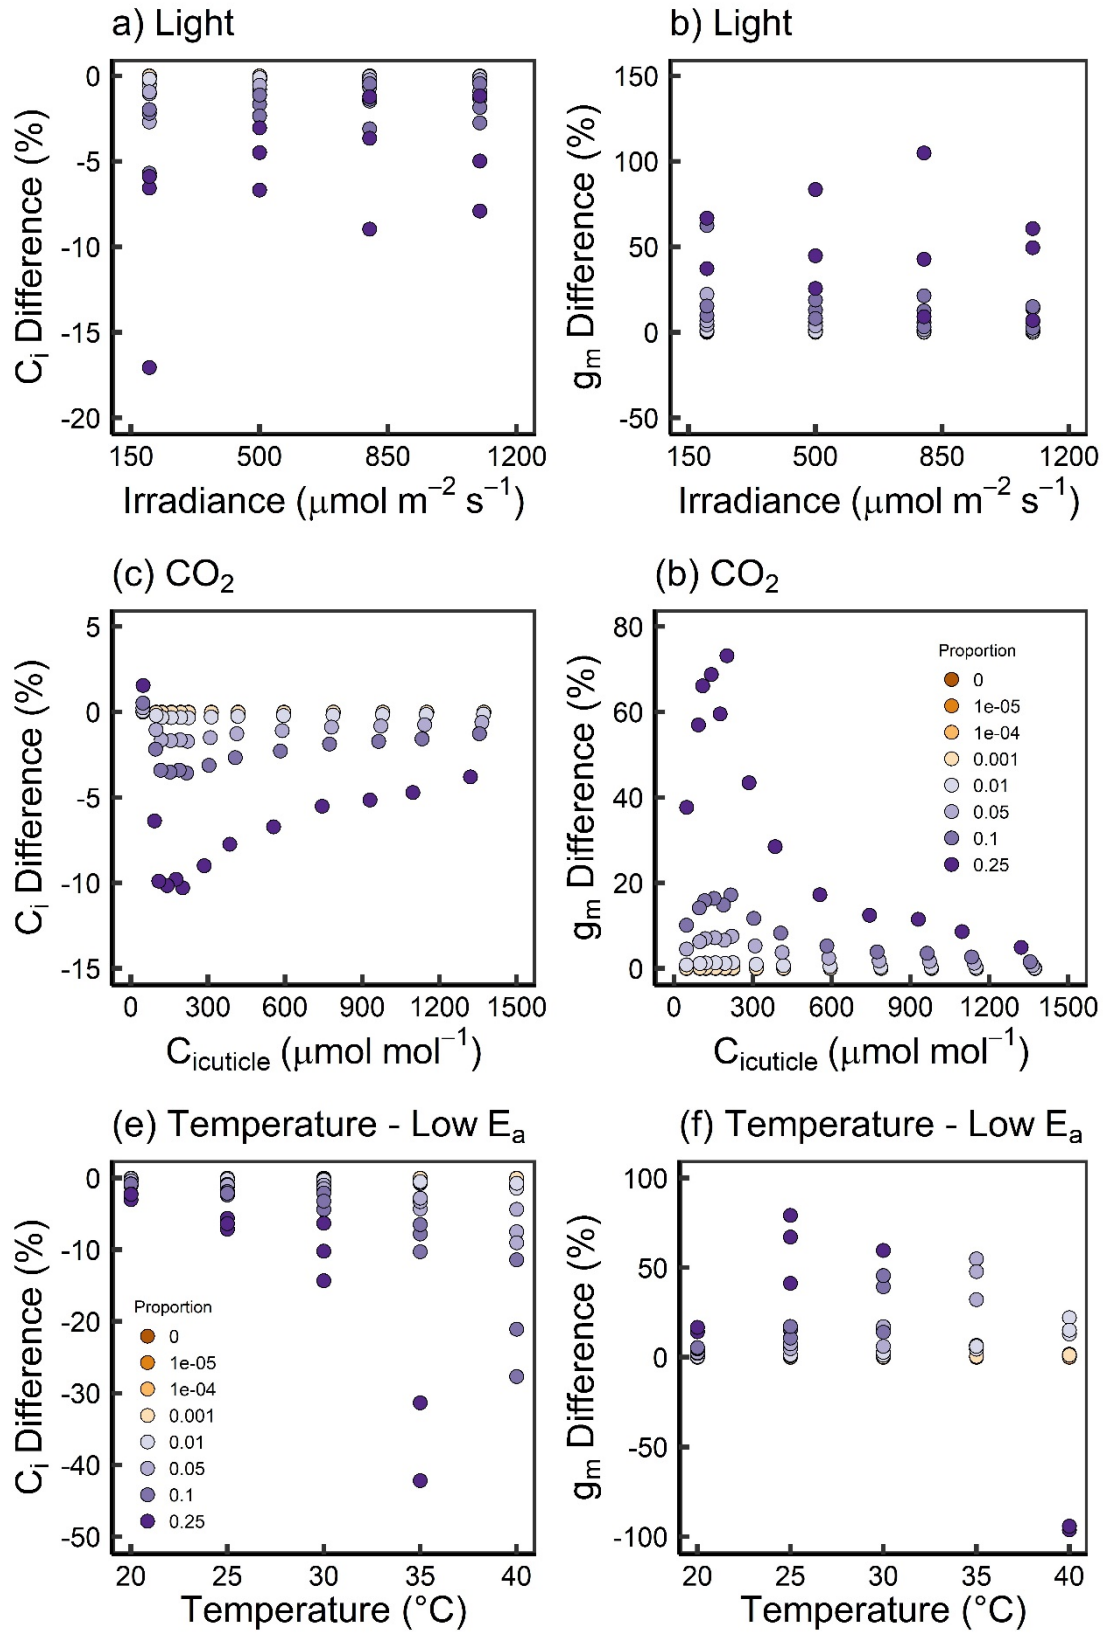 a) Light
b) Light
0
-5
-10
-15
-20
Ci Difference (%)
150 500 850 1200
Irradiance (μmol m−2 s−1)
150
100
50
0
-50
gm Difference (%)
150 500 850 1200
Irradiance (μmol m−2 s−1)
(c) CO2
(b) CO2
5
0
-5
-10
-15
Ci Difference (%)
0 300 600 900 1200 1500
Cicuticle (μmol mol−1)
80
60
40
20
0
gm Difference (%)
Proportion
0
1e-05
1e-04
0.001
0.01
0.05
0.1
0.25
0 300 600 900 1200 1500
Cicuticle (μmol mol−1)
(e) Temperature - Low Ea
(f) Temperature - Low Ea
0
-10
-20
-30
-40
-50
Ci Difference (%)
Proportion
0
1e-05
1e-04
0.001
0.01
0.05
0.1
0.25
20 25 30 35 40
Temperature (°C)
100
50
0
-50
-100
gm Difference (%)
20 25 30 35 40
Temperature (°C)